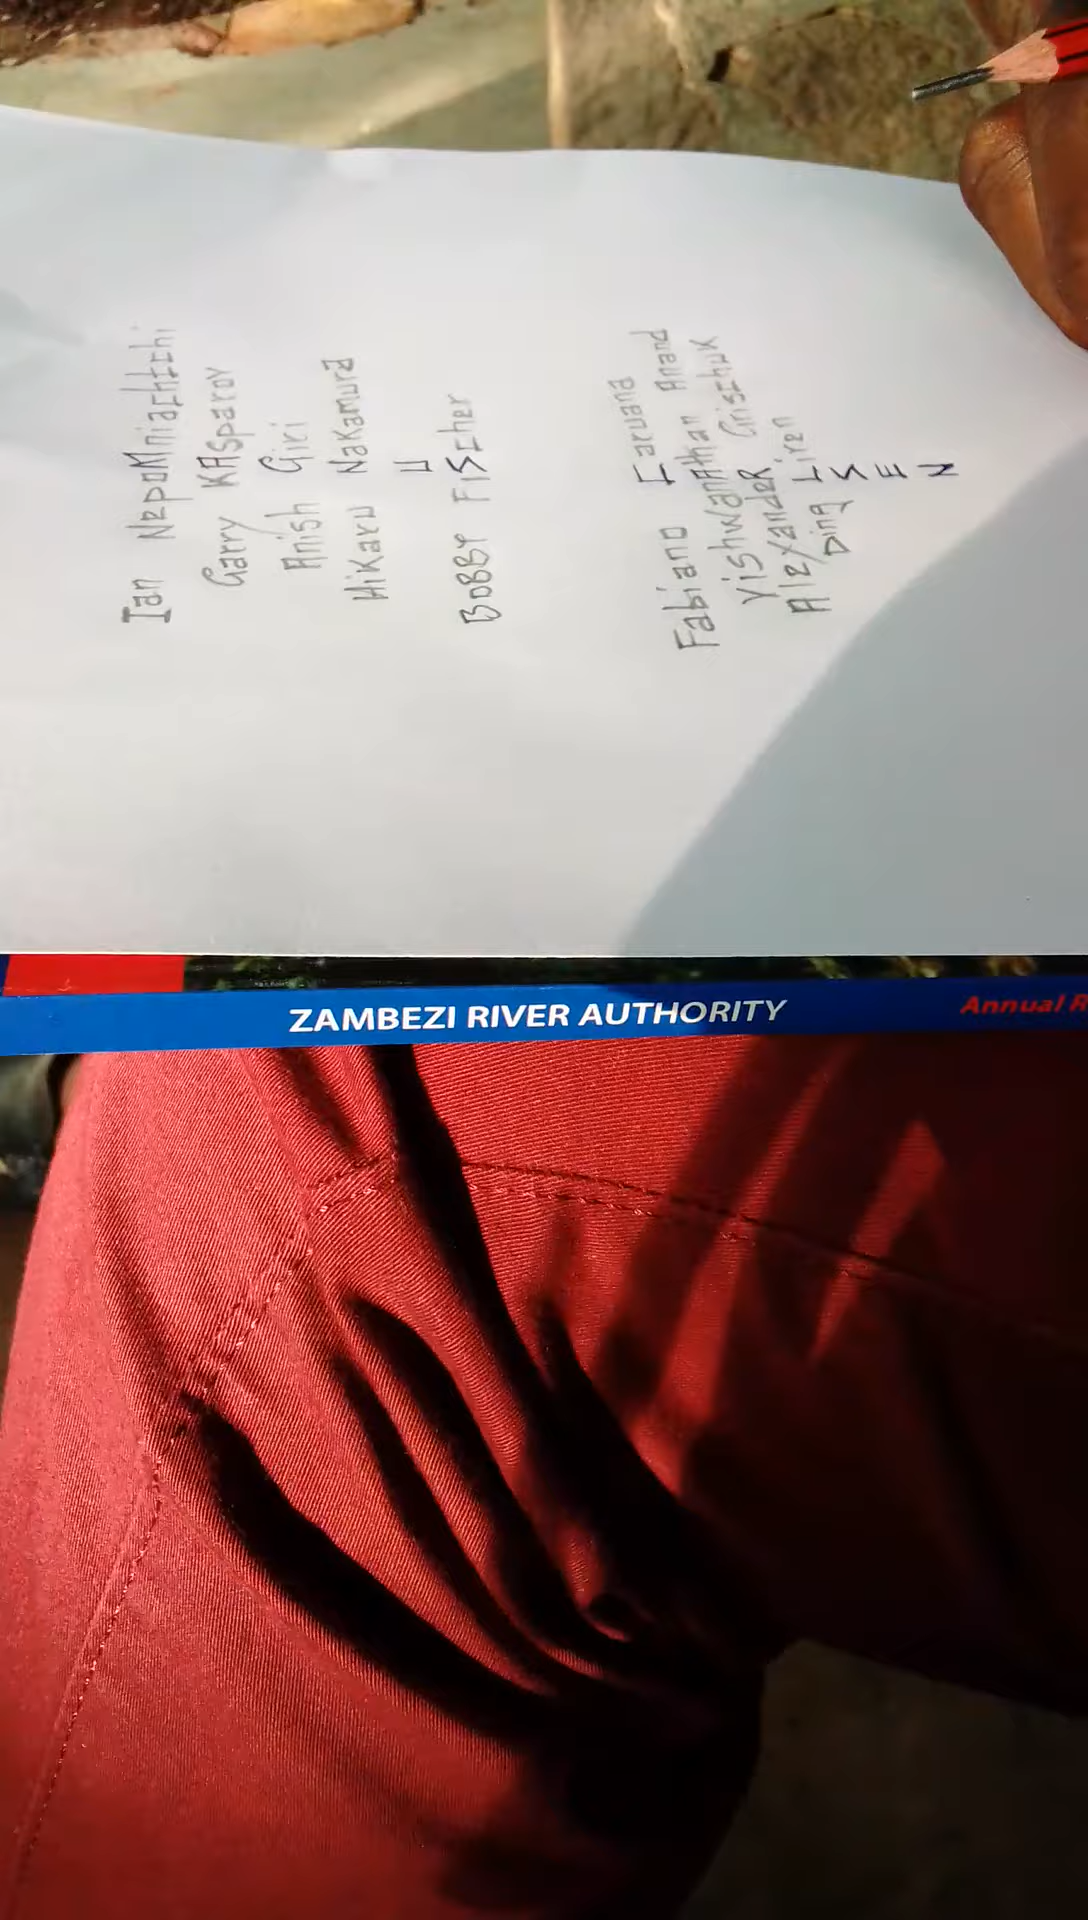 Ian NepoMniachtchi
Garry KAsparov
Anish Giri
Hikaru Nakamura
U
BOBBY FISCher
Fabiano Caruana
VishwanAthan Anand
AlexandeR Grischuk
Ding Liren
S
E
N
ZAMBEZI RIVER AUTHORITY
Annual